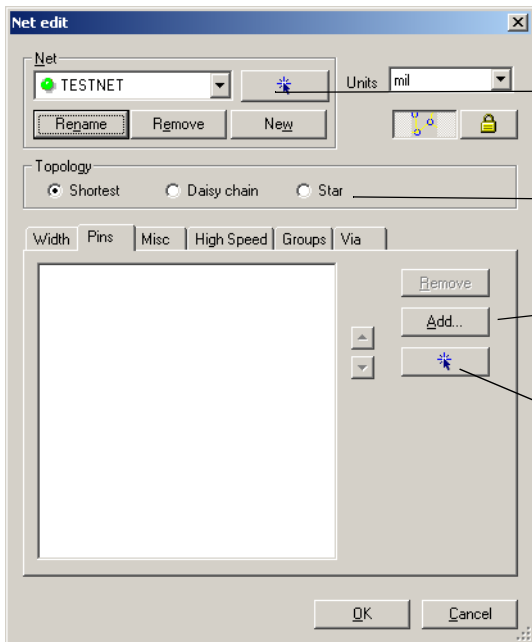 Net edit
Net
TESTNET
Units mil
Rename Remove New
Topology
Shortest Daisy chain Star
Width Pins Misc High Speed Groups Via
Remove
Add...
OK Cancel